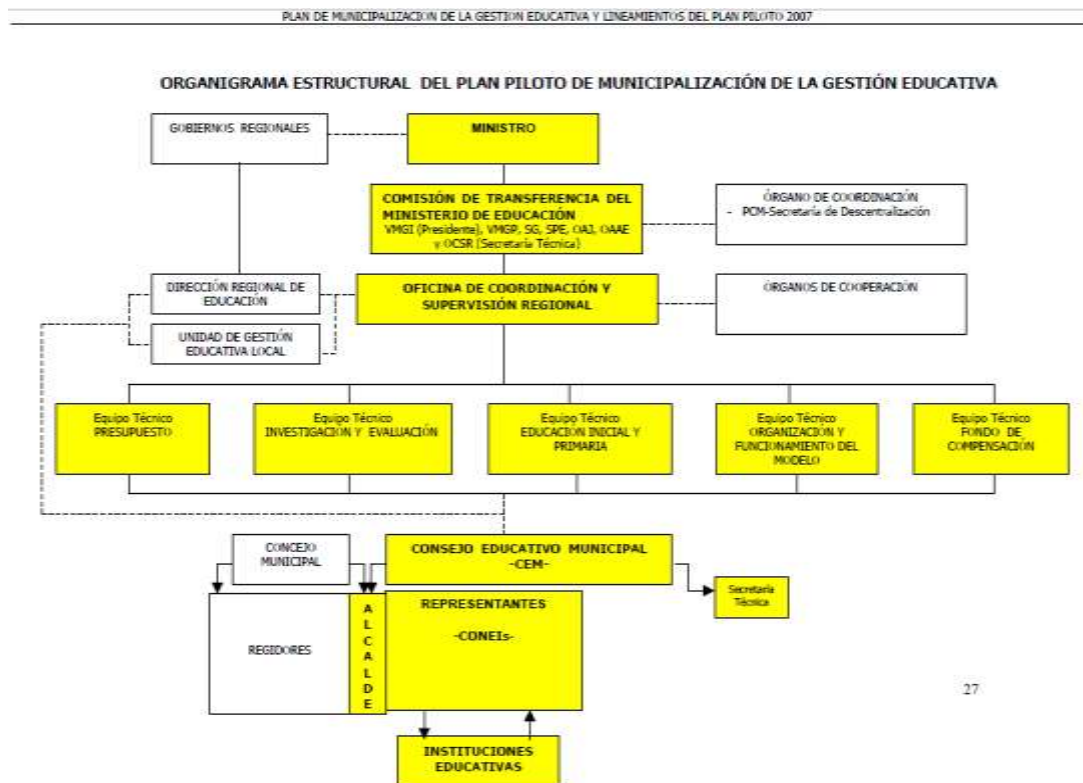 PLAN DE MUNICIPALIZACIÓN DE LA GESTION EDUCATIVA Y LINEAMIENTOS DEL PLAN PILOTO 2007
ORGANIGRAMA ESTRUCTURAL DEL PLAN PILOTO DE MUNICIPALIZACIÓN DE LA GESTIÓN EDUCATIVA
GOBIERNOS REGIONALES
MINISTRO
COMISIÓN DE TRANSFERENCIA DEL
MINISTERIO DE EDUCACIÓN
VMGI (Presidente), VMGP, SG, SPE, OAJ, OAAE
y OCSR (Secretaría Técnica)
ÓRGANO DE COORDINACIÓN
- PCM-Secretaría de Descentralización
DIRECCIÓN REGIONAL DE
EDUCACIÓN
OFICINA DE COORDINACIÓN Y
SUPERVISIÓN REGIONAL
ÓRGANOS DE COOPERACIÓN
UNIDAD DE GESTIÓN
EDUCATIVA LOCAL
Equipo Técnico
PRESUPUESTO
Equipo Técnico
INVESTIGACIÓN Y EVALUACIÓN
Equipo Técnico
EDUCACIÓN INICIAL Y
PRIMARIA
Equipo Técnico
ORGANIZACIÓN Y
FUNCIONAMIENTO DEL
MODELO
Equipo Técnico
FONDO DE
COMPENSACIÓN
CONCEJO
MUNICIPAL
CONSEJO EDUCATIVO MUNICIPAL
-CEM-
Secretaría
Técnica
REGIDORES
A
L
C
A
L
D
E
REPRESENTANTES
-CONEIs-
27
INSTITUCIONES
EDUCATIVAS